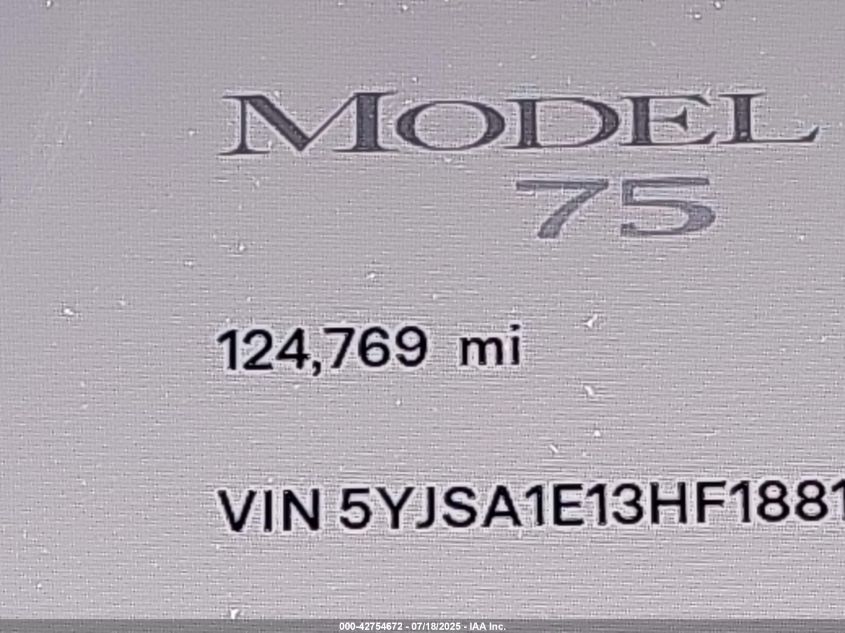 MODEL
75
124,769 mi
VIN 5YJSA1E13HF1881
000-42754672 - 07/18/2025 - IAA Inc.